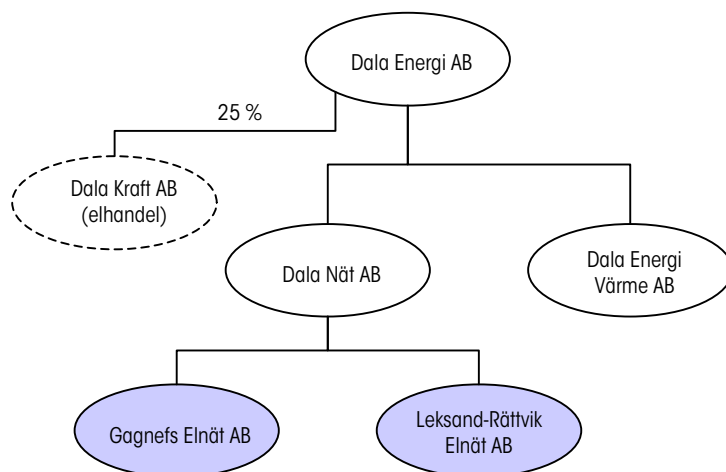 Dala Energi AB
25 %
Dala Kraft AB
(elhandel)
Dala Nät AB
Dala Energi
Värme AB
Gagnefs Elnät AB
Leksand-Rättvik
Elnät AB